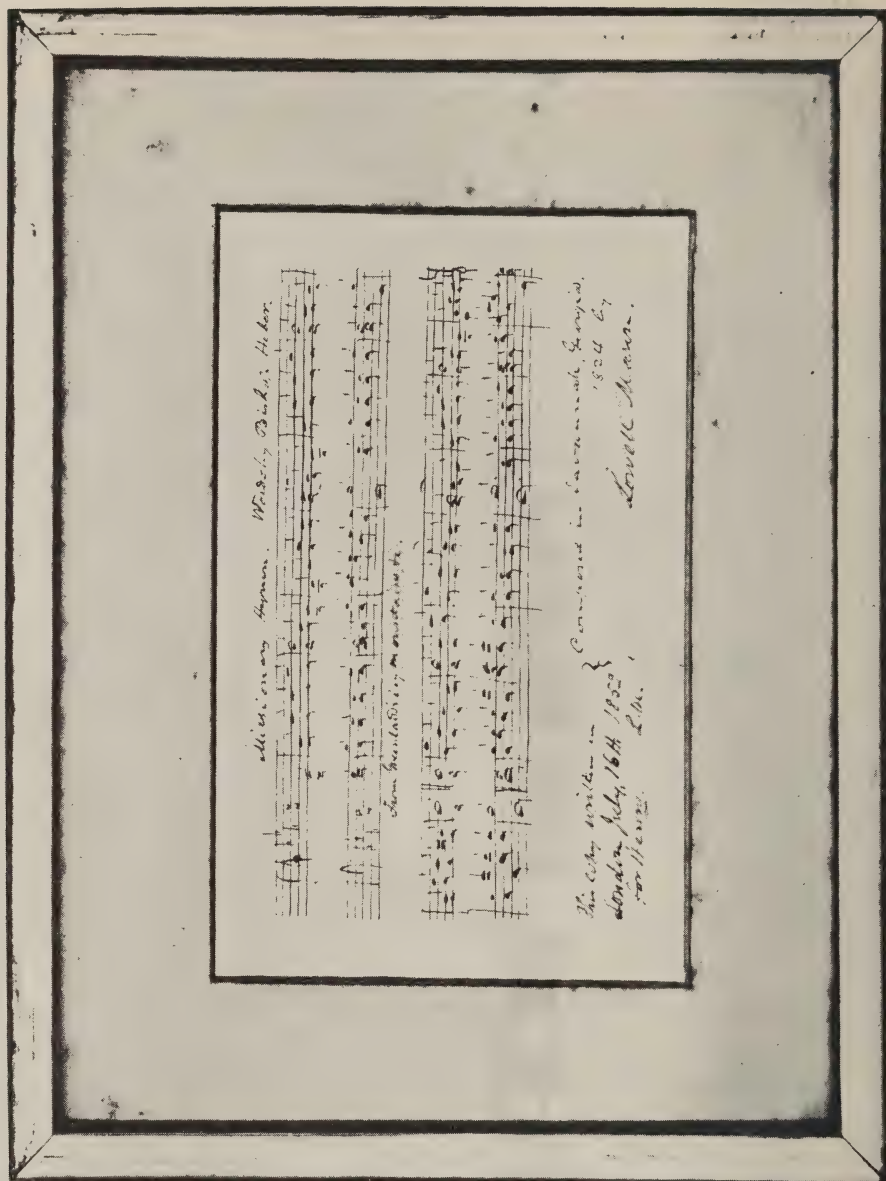 Missionary Hymn. Words by Bishop Heber.
From Greenland's icy mountains, &c.
Composed in Savannah, Georgia.
1824 by
Lowell Mason.
This copy written in
London July, 16th 1852
for Henry. L.M.